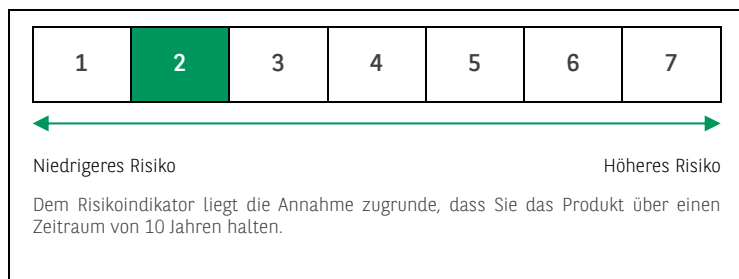 1 2 3 4 5 6 7
Niedrigeres Risiko Höheres Risiko
Dem Risikoindikator liegt die Annahme zugrunde, dass Sie das Produkt über einen
Zeitraum von 10 Jahren halten.